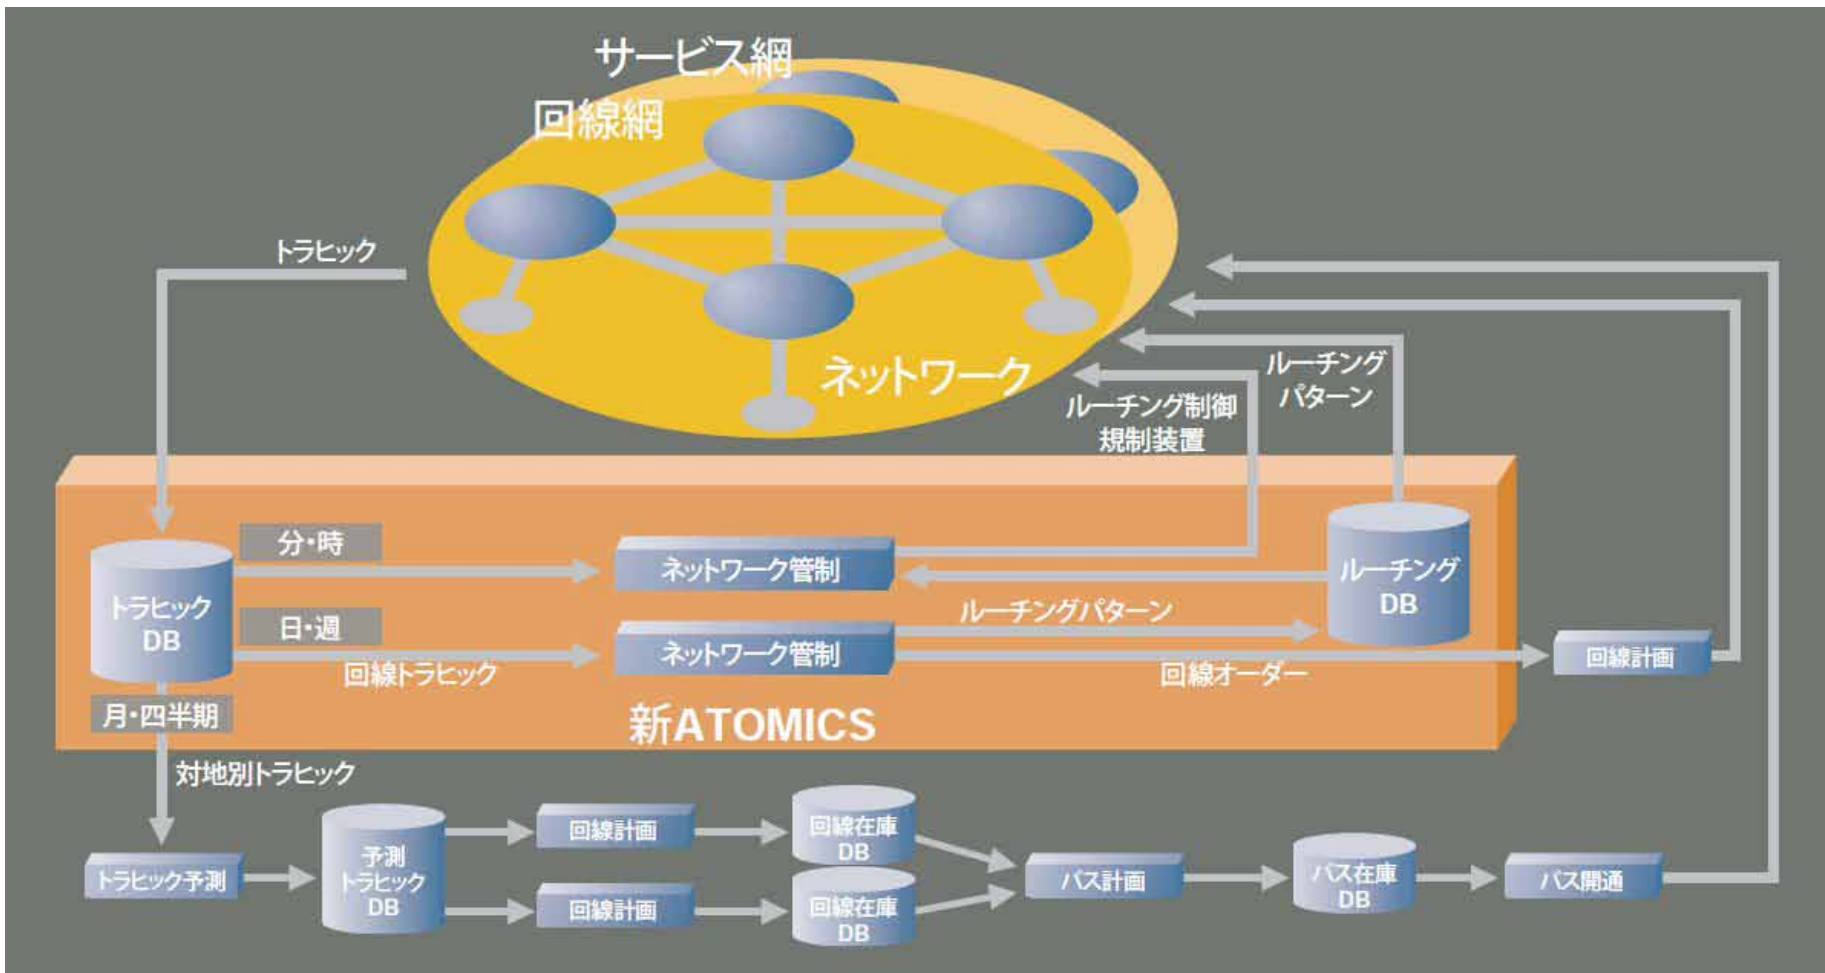 サービス網
回線網
トラヒック
ネットワーク
ルーチング
パターン
ルーチング制御
規制装置
分・時
ネットワーク管制
ルーチング
DB
トラヒック
DB
日・週
ルーチングパターン
ネットワーク管制
回線トラヒック
回線オーダー
回線計画
月・四半期
新ATOMICS
対地別トラヒック
トラヒック予測
予測
トラヒック
DB
回線計画
回線在庫
DB
回線計画
回線在庫
DB
パス計画
パス在庫
DB
パス開通